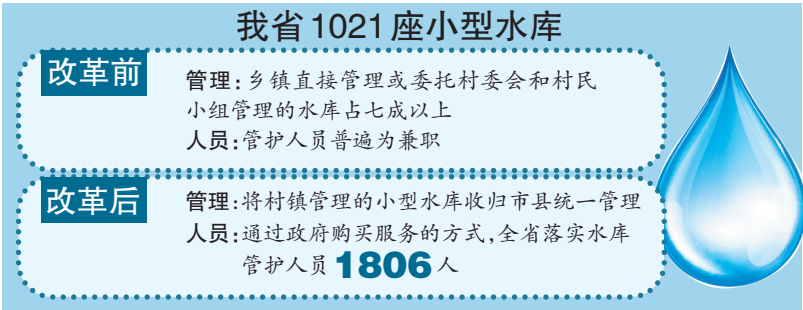 我省1021座小型水库
改革前
管理:乡镇直接管理或委托村委会和村民
小组管理的水库占七成以上
人员:管护人员普遍为兼职
改革后
管理:将村镇管理的小型水库收归市县统一管理
人员:通过政府购买服务的方式,全省落实水库
管护人员1806人